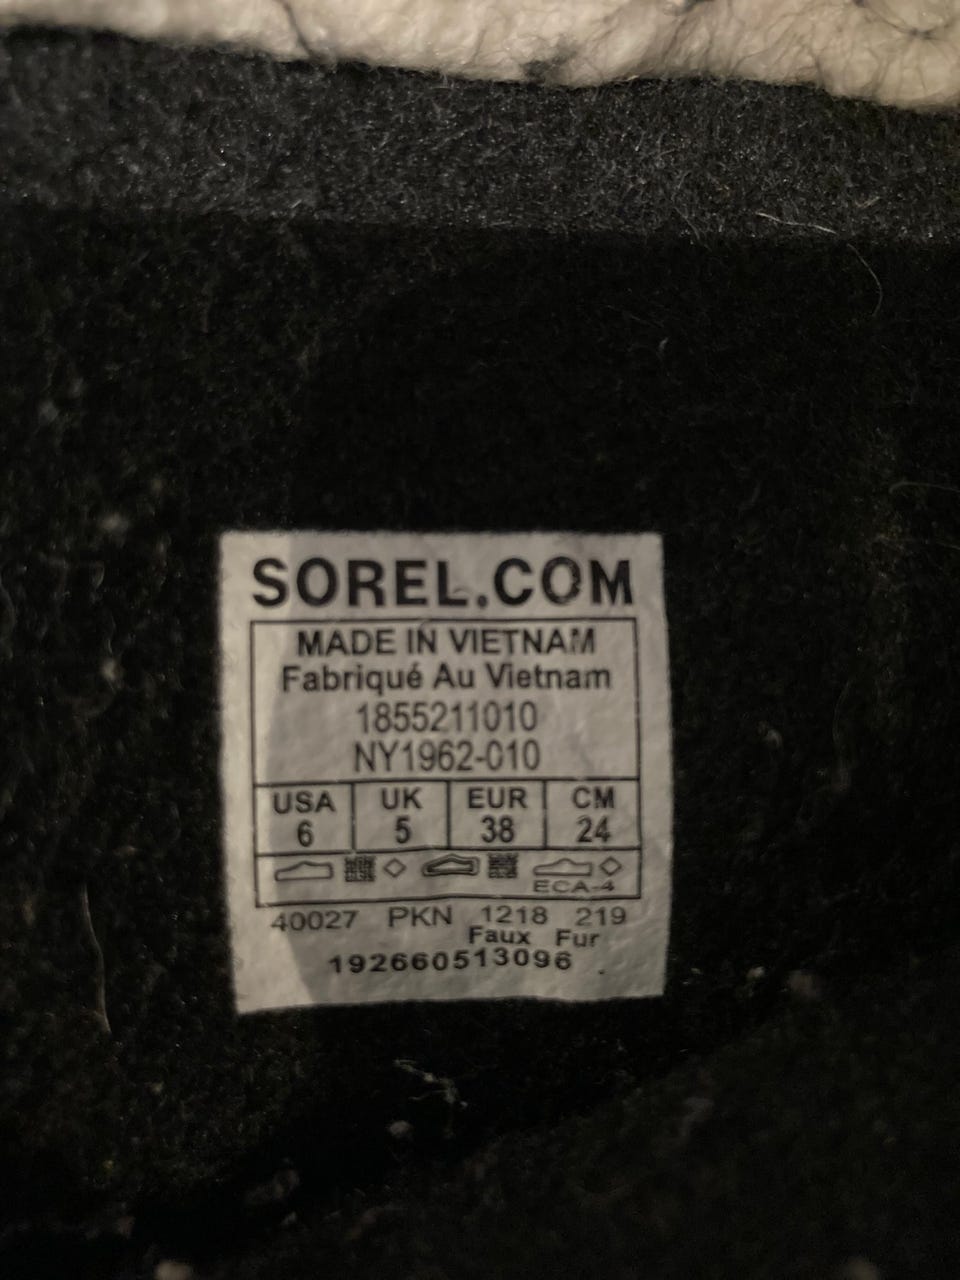 SOREL.COM
MADE IN VIETNAM
Fabriqué Au Vietnam
1855211010
NY1962-010
USA UK EUR CM
6 5 38 24
ECA-4
40027 PKN 1218 219
Faux Fur
192660513096